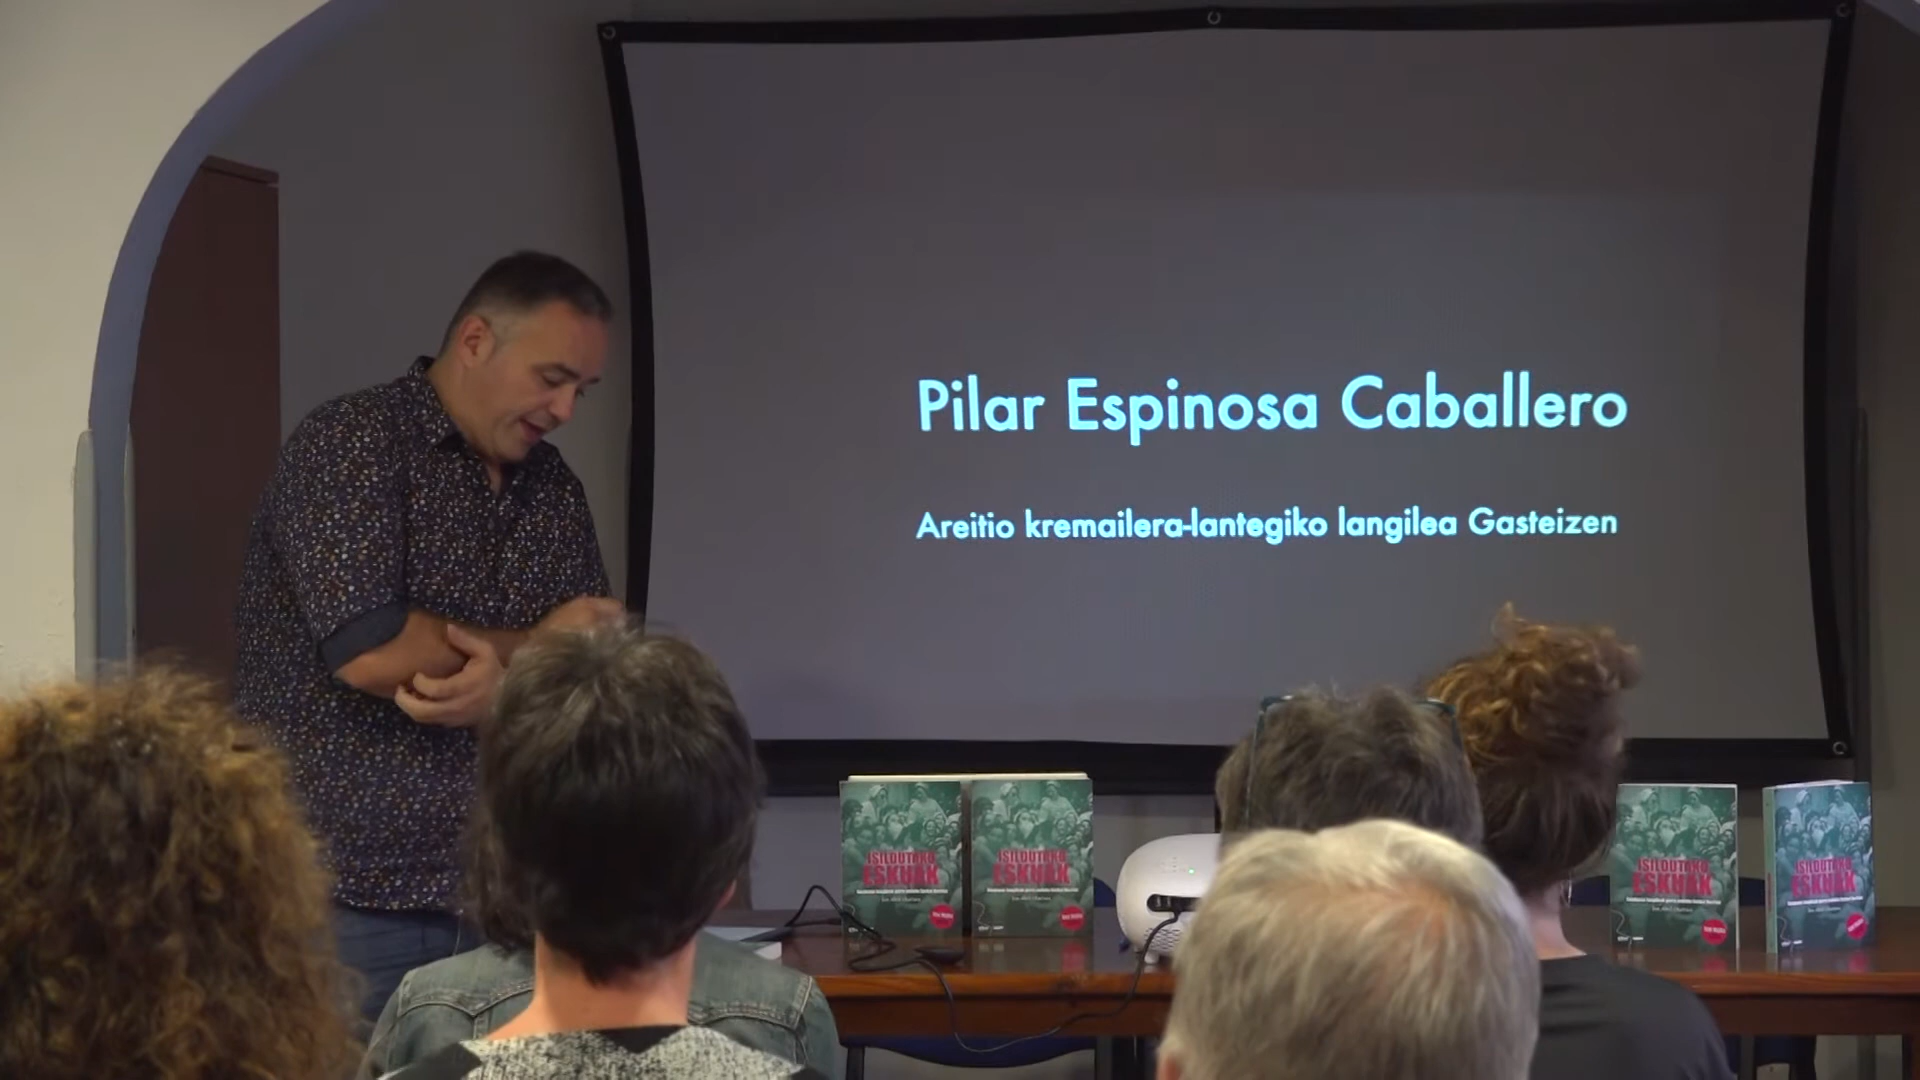 Pilar Espinosa Caballero
Areitio kremailera-lantegiko langilea Gasteizen
ISILDUTAKO
ESKUAK
ISILDUTAKO
ESKUAK
ISILDUTAKO
ESKUAK
ISILDUTAKO
ESKUAK